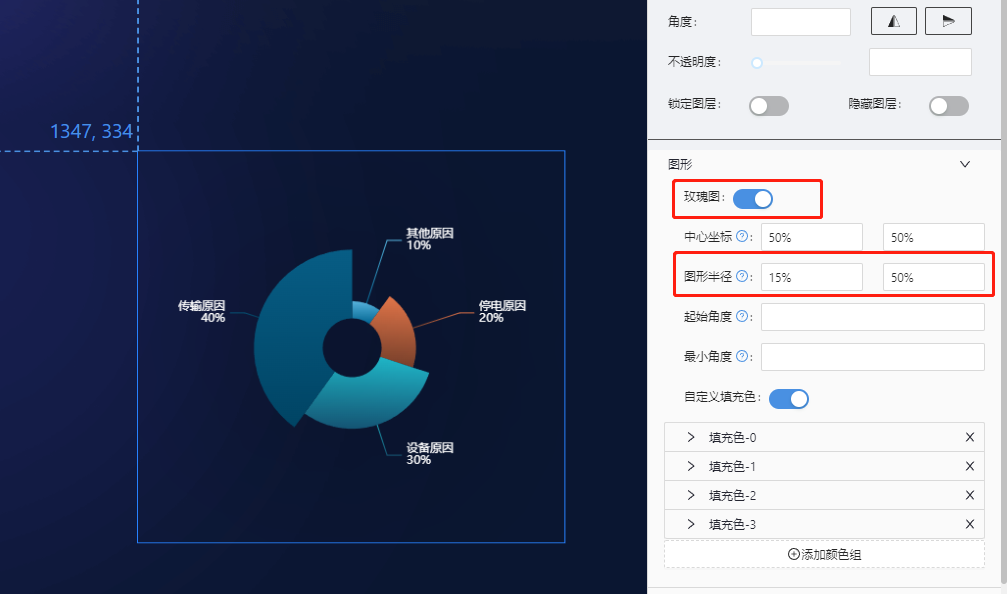 1347, 334
其他原因
10%
传输原因
40%
停电原因
20%
设备原因
30%
角度:
不透明度:
锁定图层:
隐藏图层:
图形
玫瑰图:
中心坐标 ?: 50% 50%
图形半径 ?: 15% 50%
起始角度 ?:
最小角度 ?:
自定义填充色:
填充色-0
填充色-1
填充色-2
填充色-3
添加颜色组